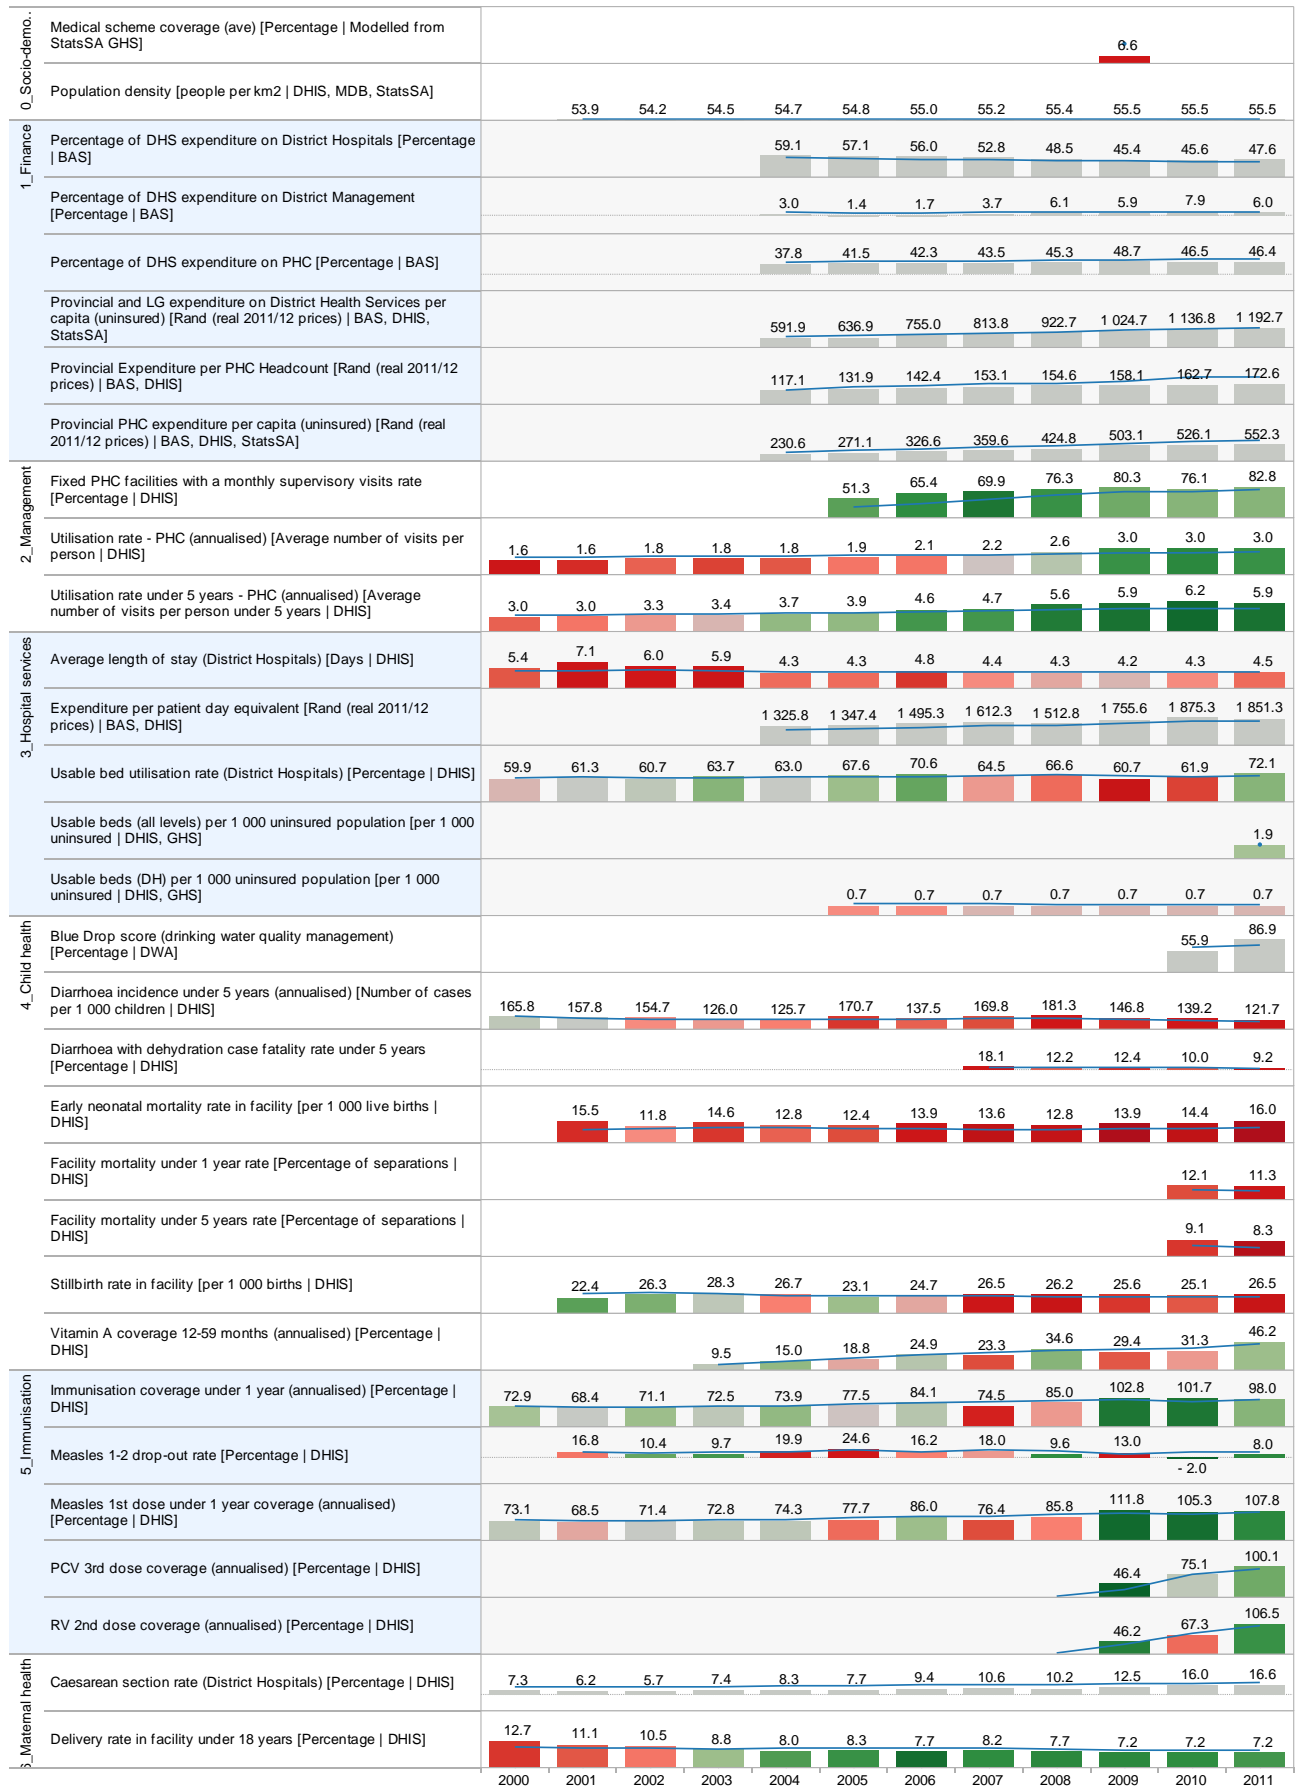 0_Socio-demo..
Medical scheme coverage (ave) [Percentage | Modelled from
StatsSA GHS]
6.6
Population density [people per km2 | DHIS, MDB, StatsSA]
53.9 54.2 54.5 54.7 54.8 55.0 55.2 55.4 55.5 55.5 55.5
1_Finance
Percentage of DHS expenditure on District Hospitals [Percentage
| BAS]
59.1 57.1 56.0 52.8 48.5 45.4 45.6 47.6
Percentage of DHS expenditure on District Management
[Percentage | BAS]
3.0 1.4 1.7 3.7 6.1 5.9 7.9 6.0
Percentage of DHS expenditure on PHC [Percentage | BAS]
37.8 41.5 42.3 43.5 45.3 48.7 46.5 46.4
Provincial and LG expenditure on District Health Services per
capita (uninsured) [Rand (real 2011/12 prices) | BAS, DHIS,
StatsSA]
591.9 636.9 755.0 813.8 922.7 1 024.7 1 136.8 1 192.7
Provincial Expenditure per PHC Headcount [Rand (real 2011/12
prices) | BAS, DHIS]
117.1 131.9 142.4 153.1 154.6 158.1 162.7 172.6
Provincial PHC expenditure per capita (uninsured) [Rand (real
2011/12 prices) | BAS, DHIS, StatsSA]
230.6 271.1 326.6 359.6 424.8 503.1 526.1 552.3
2_Management
Fixed PHC facilities with a monthly supervisory visits rate
[Percentage | DHIS]
51.3 65.4 69.9 76.3 80.3 76.1 82.8
Utilisation rate - PHC (annualised) [Average number of visits per
person | DHIS]
1.6 1.6 1.8 1.8 1.8 1.9 2.1 2.2 2.6 3.0 3.0 3.0
Utilisation rate under 5 years - PHC (annualised) [Average
number of visits per person under 5 years | DHIS]
3.0 3.0 3.3 3.4 3.7 3.9 4.6 4.7 5.6 5.9 6.2 5.9
3_Hospital services
Average length of stay (District Hospitals) [Days | DHIS]
5.4 7.1 6.0 5.9 4.3 4.3 4.8 4.4 4.3 4.2 4.3 4.5
Expenditure per patient day equivalent [Rand (real 2011/12
prices) | BAS, DHIS]
1 325.8 1 347.4 1 495.3 1 612.3 1 512.8 1 755.6 1 875.3 1 851.3
Usable bed utilisation rate (District Hospitals) [Percentage | DHIS]
59.9 61.3 60.7 63.7 63.0 67.6 70.6 64.5 66.6 60.7 61.9 72.1
Usable beds (all levels) per 1 000 uninsured population [per 1 000
uninsured | DHIS, GHS]
1.9
Usable beds (DH) per 1 000 uninsured population [per 1 000
uninsured | DHIS, GHS]
0.7 0.7 0.7 0.7 0.7 0.7 0.7
4_Child health
Blue Drop score (drinking water quality management)
[Percentage | DWA]
55.9 86.9
Diarrhoea incidence under 5 years (annualised) [Number of cases
per 1 000 children | DHIS]
165.8 157.8 154.7 126.0 125.7 170.7 137.5 169.8 181.3 146.8 139.2 121.7
Diarrhoea with dehydration case fatality rate under 5 years
[Percentage | DHIS]
18.1 12.2 12.4 10.0 9.2
Early neonatal mortality rate in facility [per 1 000 live births |
DHIS]
15.5 11.8 14.6 12.8 12.4 13.9 13.6 12.8 13.9 14.4 16.0
Facility mortality under 1 year rate [Percentage of separations |
DHIS]
12.1 11.3
Facility mortality under 5 years rate [Percentage of separations |
DHIS]
9.1 8.3
Stillbirth rate in facility [per 1 000 births | DHIS]
22.4 26.3 28.3 26.7 23.1 24.7 26.5 26.2 25.6 25.1 26.5
Vitamin A coverage 12-59 months (annualised) [Percentage |
DHIS]
9.5 15.0 18.8 24.9 23.3 34.6 29.4 31.3 46.2
5_Immunisation
Immunisation coverage under 1 year (annualised) [Percentage |
DHIS]
72.9 68.4 71.1 72.5 73.9 77.5 84.1 74.5 85.0 102.8 101.7 98.0
Measles 1-2 drop-out rate [Percentage | DHIS]
16.8 10.4 9.7 19.9 24.6 16.2 18.0 9.6 13.0 - 2.0 8.0
Measles 1st dose under 1 year coverage (annualised)
[Percentage | DHIS]
73.1 68.5 71.4 72.8 74.3 77.7 86.0 76.4 85.8 111.8 105.3 107.8
PCV 3rd dose coverage (annualised) [Percentage | DHIS]
46.4 75.1 100.1
RV 2nd dose coverage (annualised) [Percentage | DHIS]
46.2 67.3 106.5
6_Maternal health
Caesarean section rate (District Hospitals) [Percentage | DHIS]
7.3 6.2 5.7 7.4 8.3 7.7 9.4 10.6 10.2 12.5 16.0 16.6
Delivery rate in facility under 18 years [Percentage | DHIS]
12.7 11.1 10.5 8.8 8.0 8.3 7.7 8.2 7.7 7.2 7.2 7.2
2000 2001 2002 2003 2004 2005 2006 2007 2008 2009 2010 2011